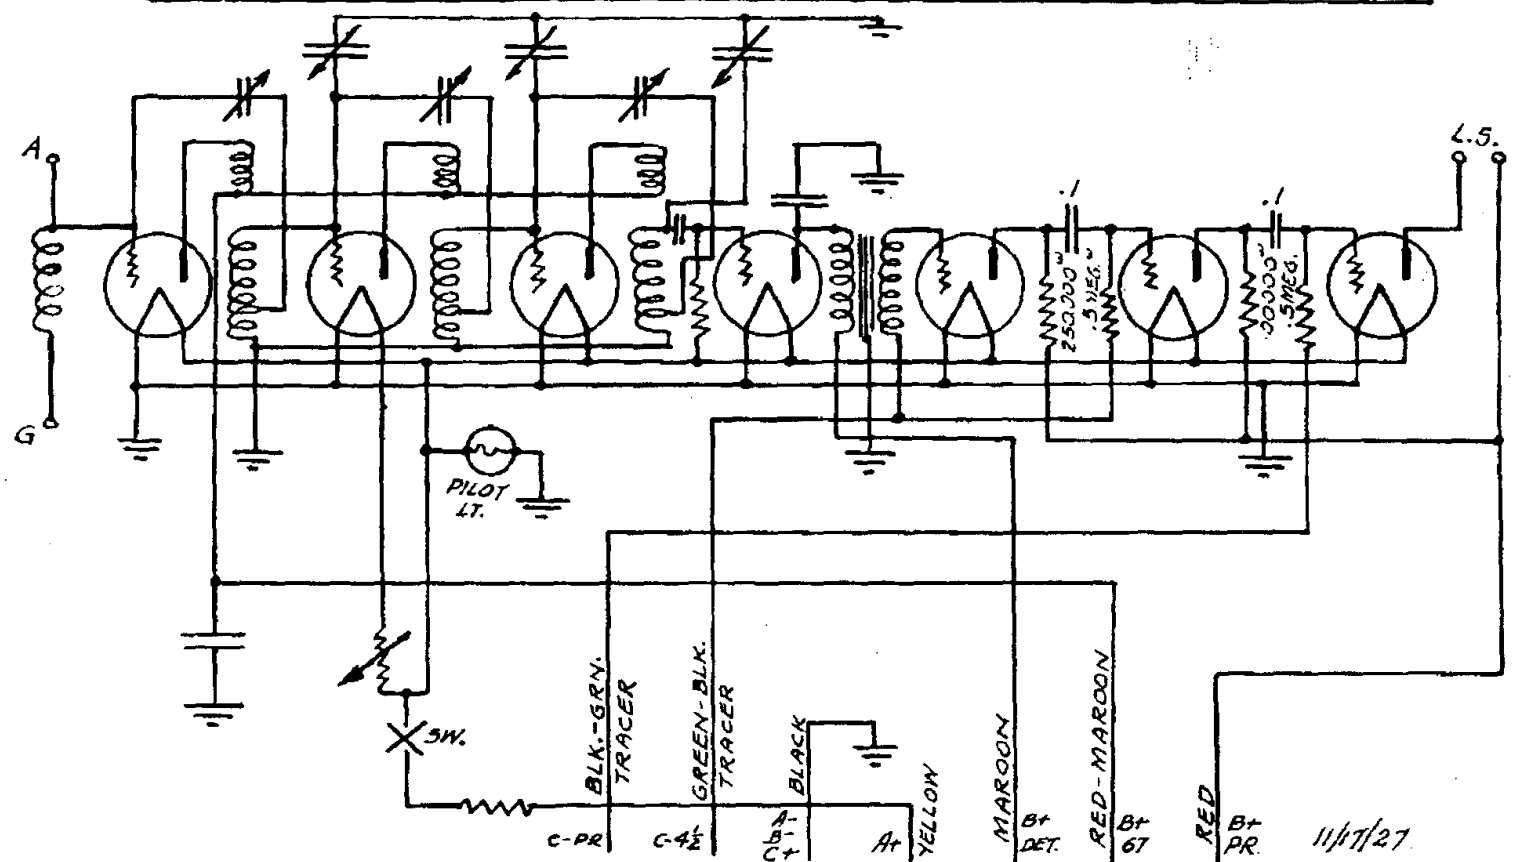 A
L.S.
.1
.1
250.000 ω
.5 MEG.
00000 ω
.5 MEG.
G
PILOT
LT.
SW.
BLK.-GRN.
TRACER
GREEN-BLK.
TRACER
BLACK
YELLOW
MAROON
RED-MAROON
RED
C-PR
C-4½
A-
B-
C+
A+
B+
DET.
B+
67
B+
PR.
11/17/27